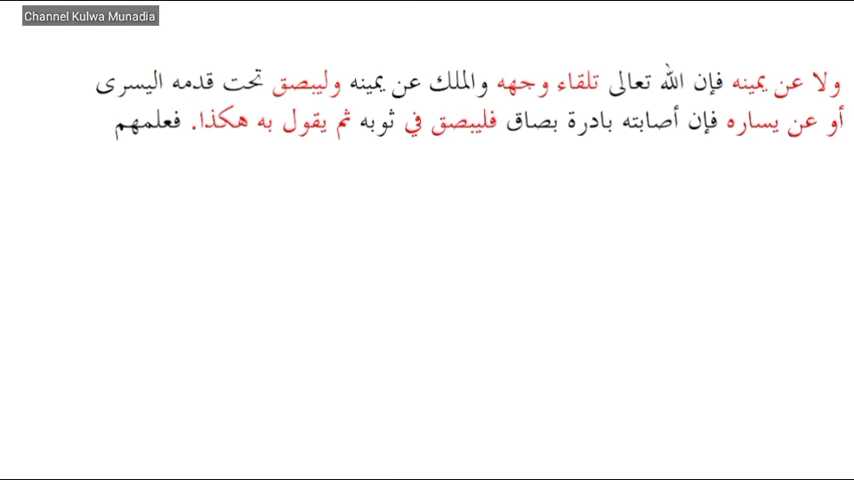 Channel Kulwa Munadia
ولا عن يمينه فإن الله تعالى تلقاء وجهه والملك عن يمينه وليبصق تحت قدمه اليسرى
أو عن يساره فإن أصابته بادرة بصاق فليبصق في ثوبه ثم يقول به هكذا. فعلمهم